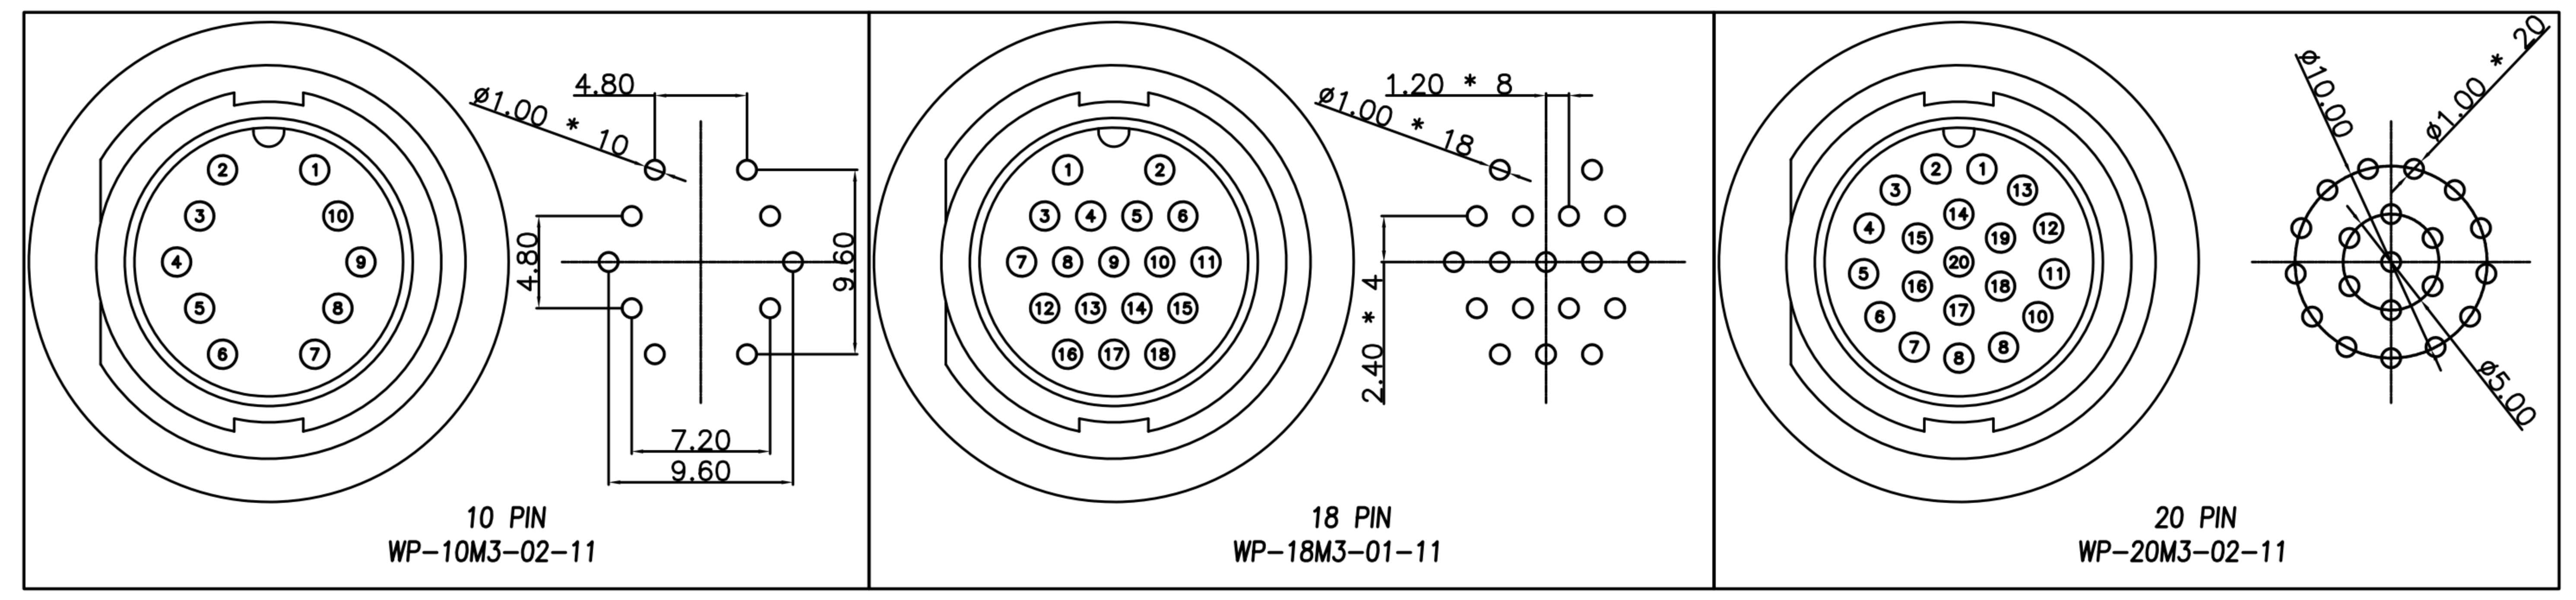 4.80
ø1.00 * 10
2 1
3 10
4 9
5 8
6 7
4.80
9.60
7.20
9.60
10 PIN
WP-10M3-02-11
1.20 * 8
ø1.00 * 18
1 2
3 4 5 6
7 8 9 10 11
12 13 14 15
16 17 18
2.40 * 4
18 PIN
WP-18M3-01-11
ø10.00
ø1.00 * 20
2 1
3 13
14
4 12
15 19
20
5 11
16 18
17
6 10
7 8
8
ø5.00
20 PIN
WP-20M3-02-11